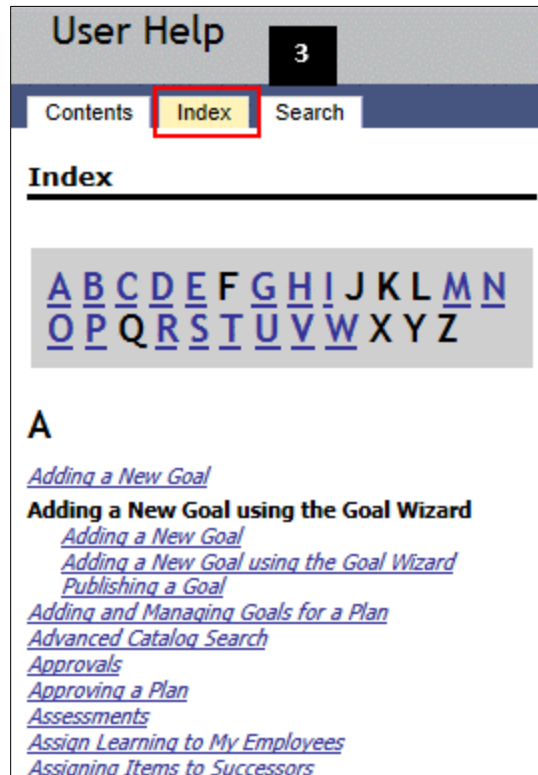 User Help
3
Contents Index Search
Index
A B C D E F G H I J K L M N
O P Q R S T U V W X Y Z
A
Adding a New Goal
Adding a New Goal using the Goal Wizard
Adding a New Goal
Adding a New Goal using the Goal Wizard
Publishing a Goal
Adding and Managing Goals for a Plan
Advanced Catalog Search
Approvals
Approving a Plan
Assessments
Assign Learning to My Employees
Assigning Items to Successors